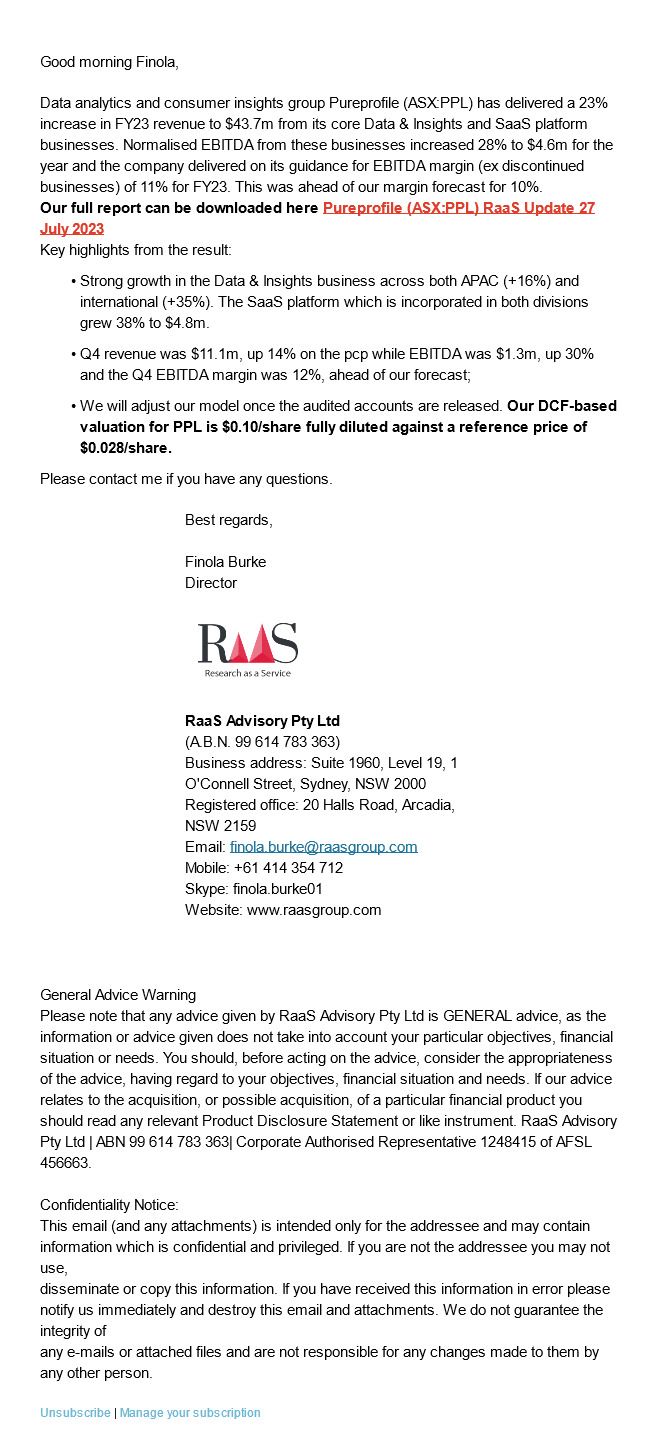 Good morning Finola,
Data analytics and consumer insights group Pureprofile (ASX:PPL) has delivered a 23%
increase in FY23 revenue to $43.7m from its core Data & Insights and SaaS platform
businesses. Normalised EBITDA from these businesses increased 28% to $4.6m for the
year and the company delivered on its guidance for EBITDA margin (ex discontinued
businesses) of 11% for FY23. This was ahead of our margin forecast for 10%.
Our full report can be downloaded here Pureprofile (ASX:PPL) RaaS Update 27
July 2023
Key highlights from the result:
• Strong growth in the Data & Insights business across both APAC (+16%) and
international (+35%). The SaaS platform which is incorporated in both divisions
grew 38% to $4.8m.
• Q4 revenue was $11.1m, up 14% on the pcp while EBITDA was $1.3m, up 30%
and the Q4 EBITDA margin was 12%, ahead of our forecast;
• We will adjust our model once the audited accounts are released. Our DCF-based
valuation for PPL is $0.10/share fully diluted against a reference price of
$0.028/share.
Please contact me if you have any questions.
Best regards,
Finola Burke
Director
RAAS
Research as a Service
RaaS Advisory Pty Ltd
(A.B.N. 99 614 783 363)
Business address: Suite 1960, Level 19, 1
O'Connell Street, Sydney, NSW 2000
Registered office: 20 Halls Road, Arcadia,
NSW 2159
Email: finola.burke@raasgroup.com
Mobile: +61 414 354 712
Skype: finola.burke01
Website: www.raasgroup.com
General Advice Warning
Please note that any advice given by RaaS Advisory Pty Ltd is GENERAL advice, as the
information or advice given does not take into account your particular objectives, financial
situation or needs. You should, before acting on the advice, consider the appropriateness
of the advice, having regard to your objectives, financial situation and needs. If our advice
relates to the acquisition, or possible acquisition, of a particular financial product you
should read any relevant Product Disclosure Statement or like instrument. RaaS Advisory
Pty Ltd | ABN 99 614 783 363| Corporate Authorised Representative 1248415 of AFSL
456663.
Confidentiality Notice:
This email (and any attachments) is intended only for the addressee and may contain
information which is confidential and privileged. If you are not the addressee you may not
use,
disseminate or copy this information. If you have received this information in error please
notify us immediately and destroy this email and attachments. We do not guarantee the
integrity of
any e-mails or attached files and are not responsible for any changes made to them by
any other person.
Unsubscribe | Manage your subscription